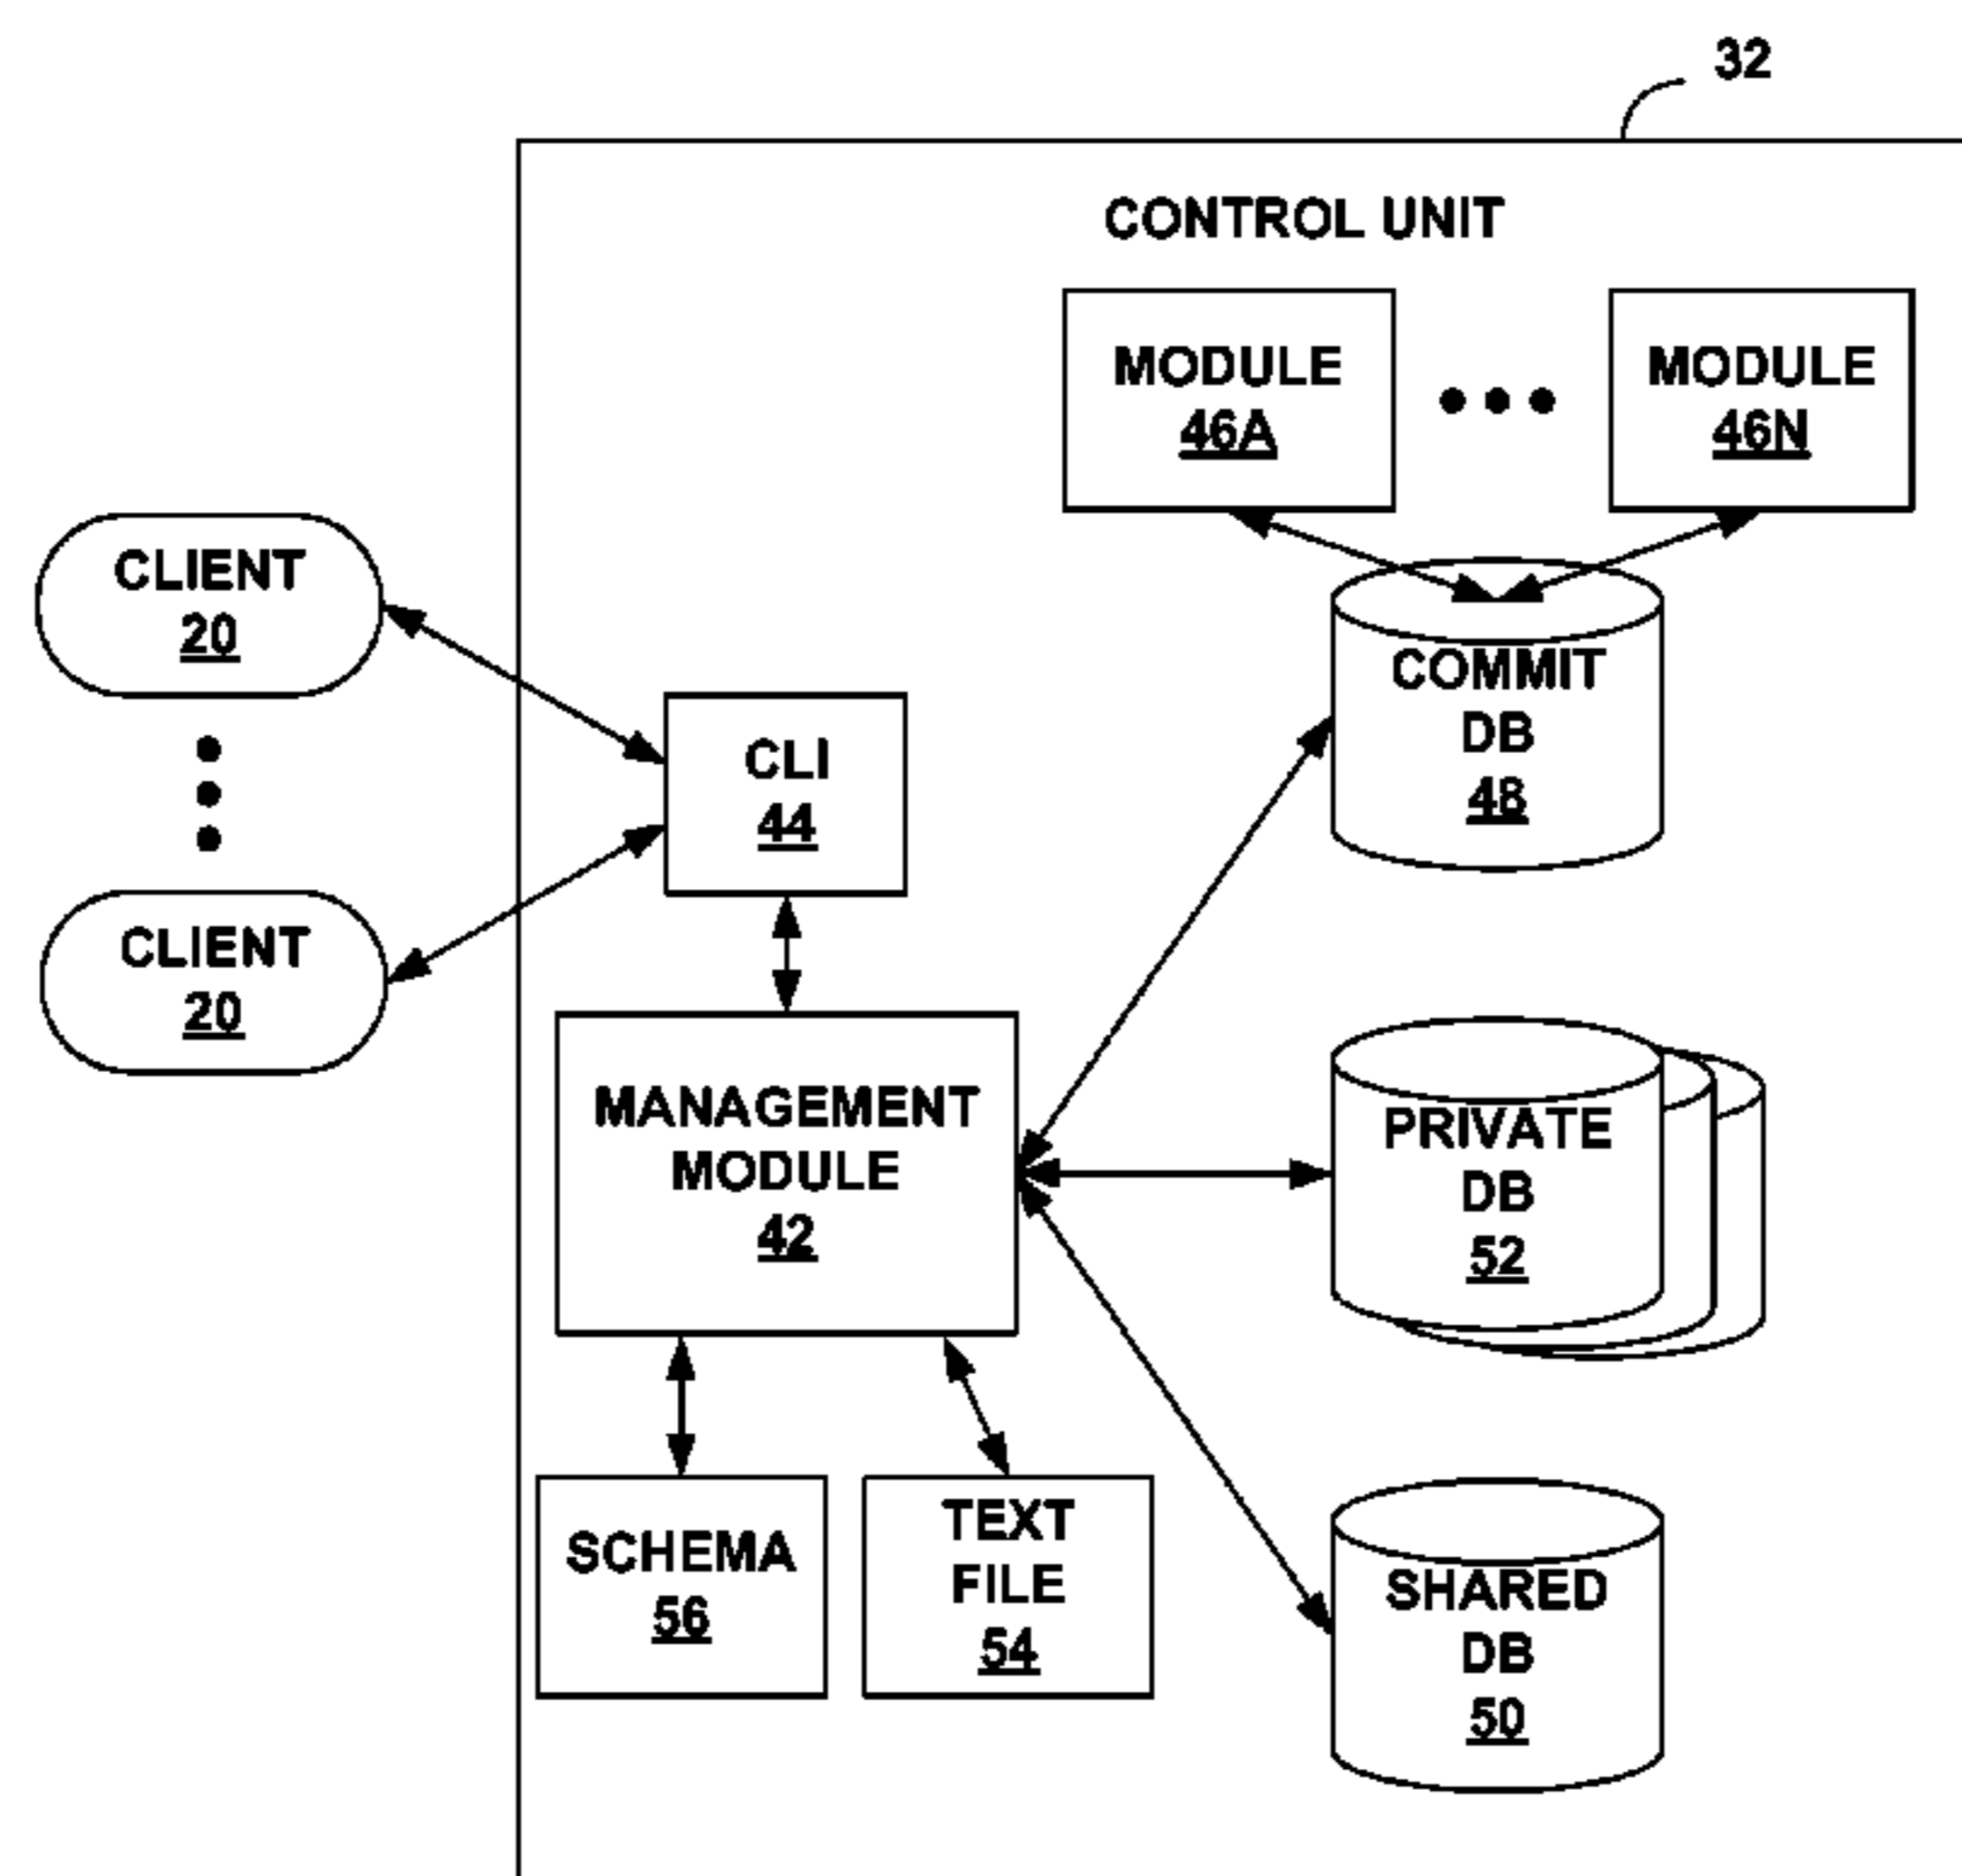 32
CONTROL UNIT
MODULE
46A
MODULE
46N
CLIENT
20
CLI
44
COMMIT
DB
48
CLIENT
20
MANAGEMENT
MODULE
42
PRIVATE
DB
52
SCHEMA
56
TEXT
FILE
54
SHARED
DB
50